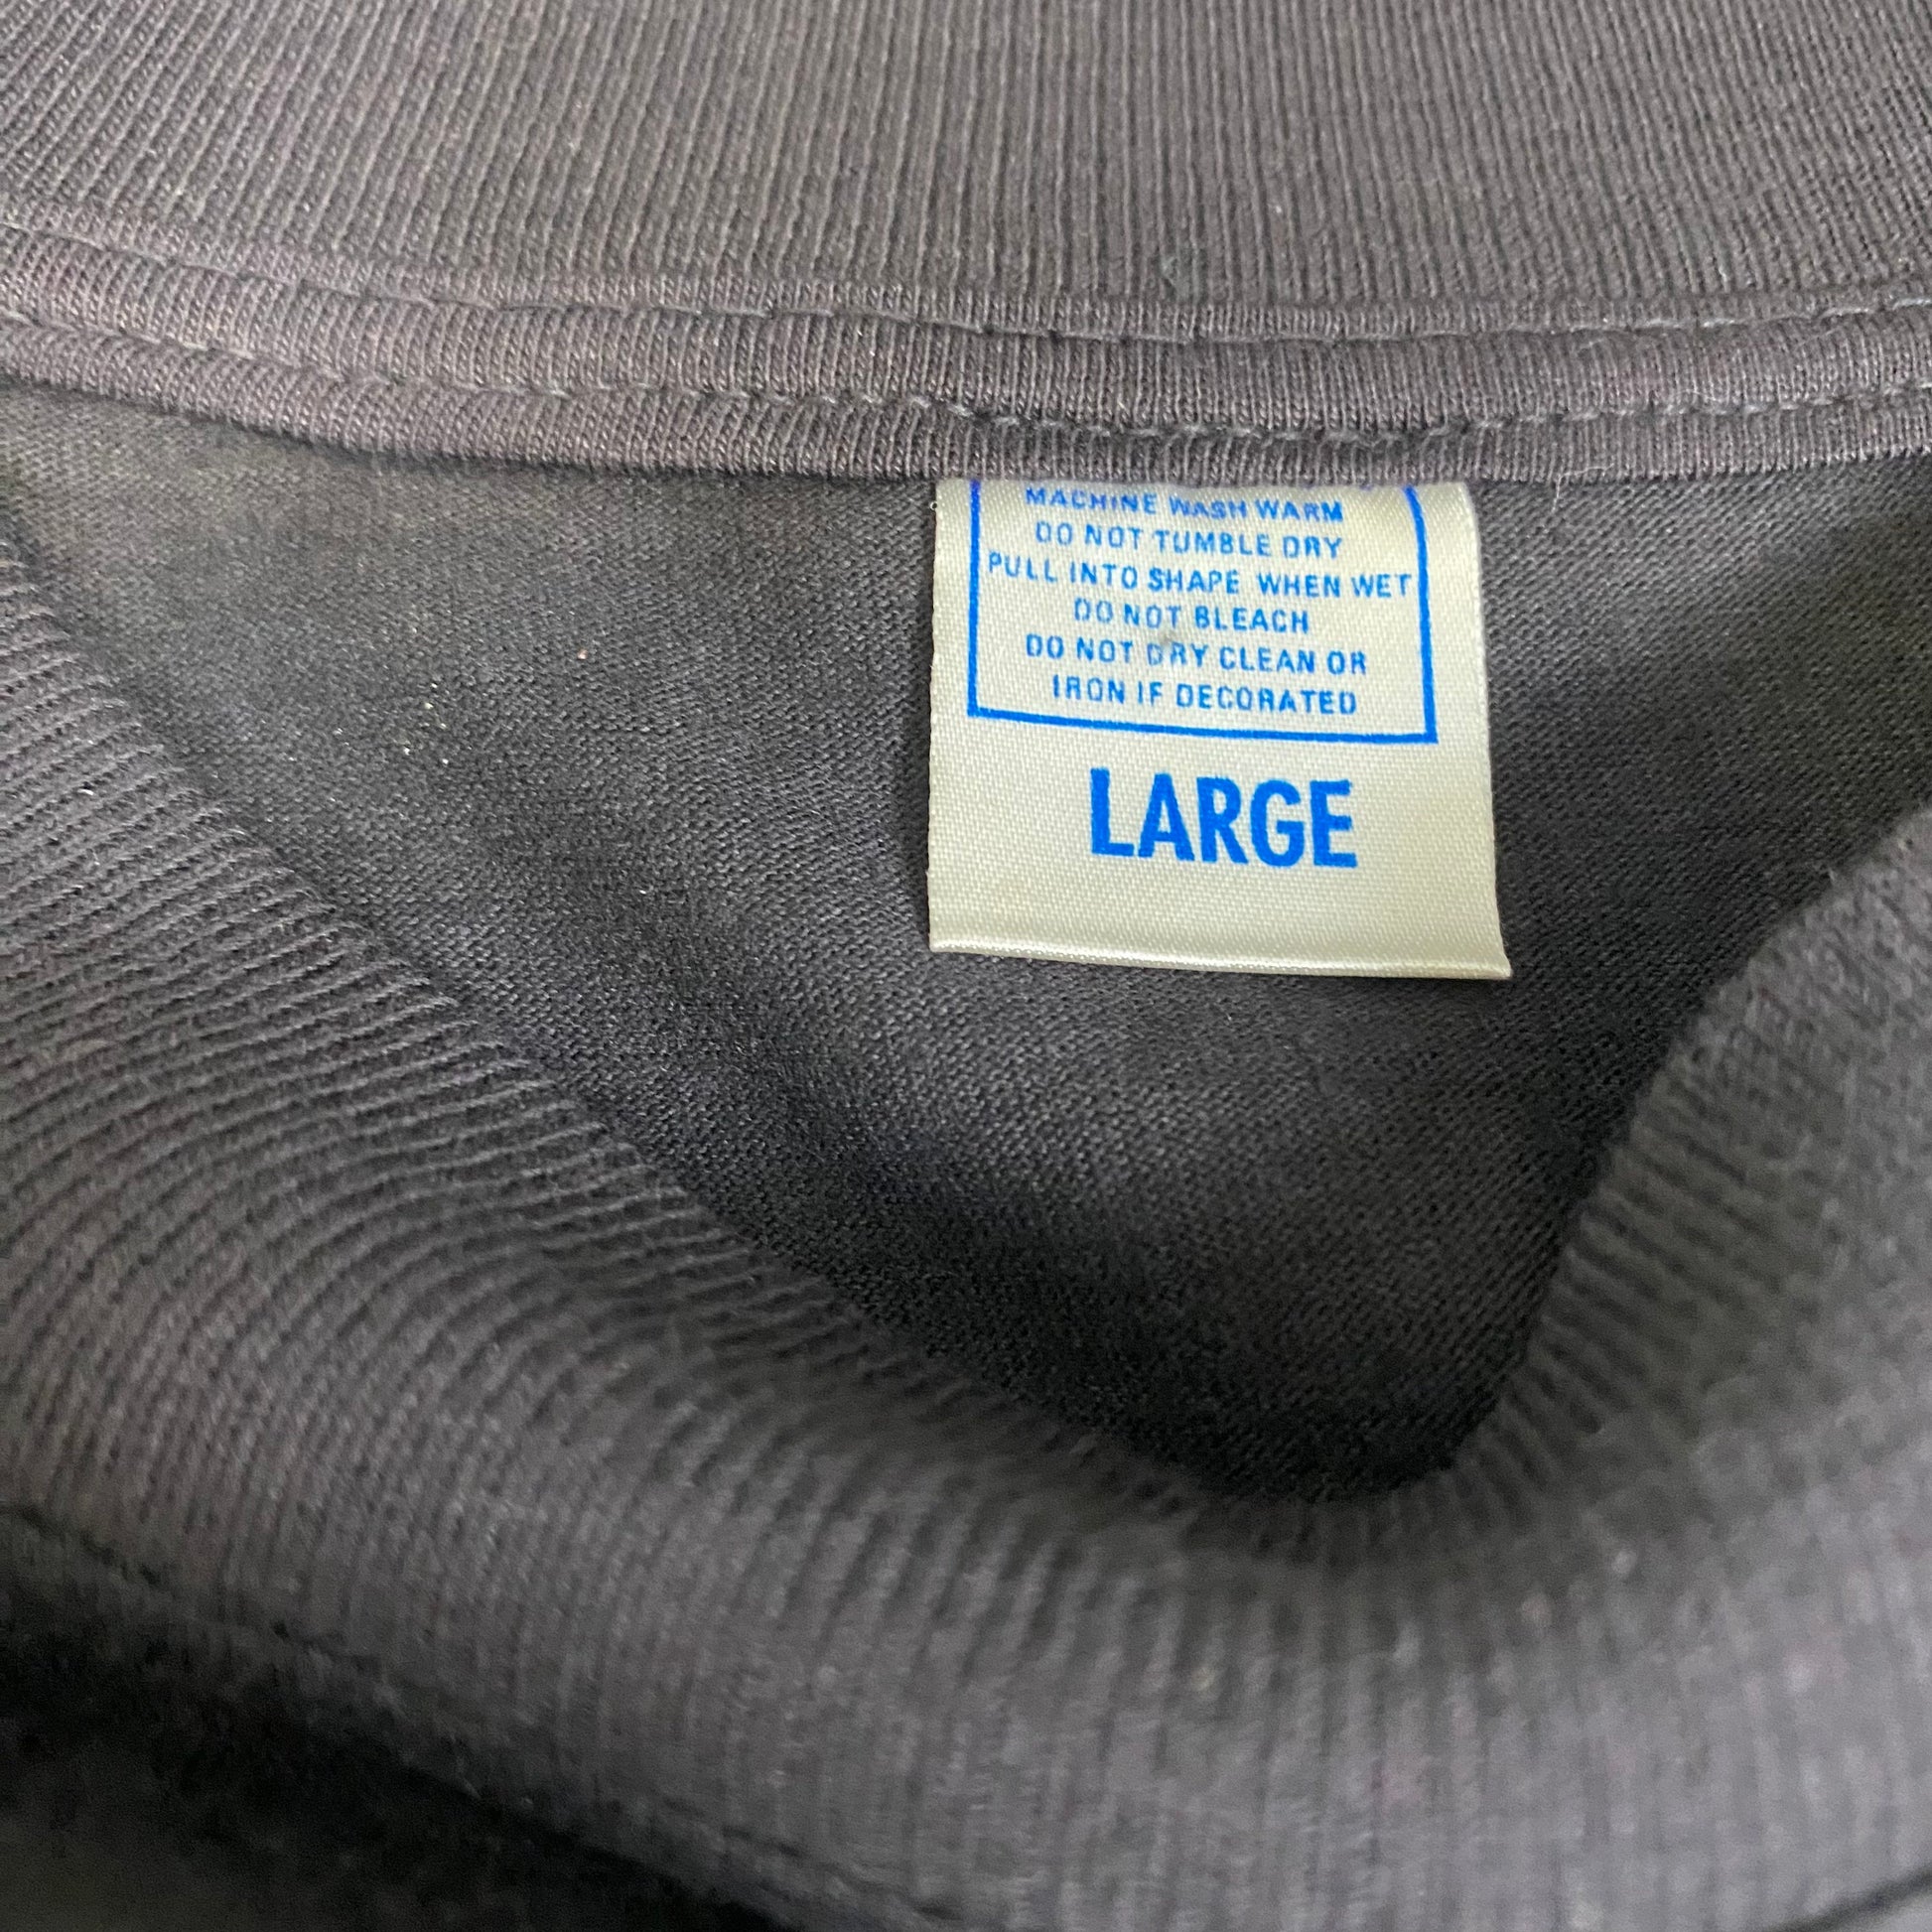 MACHINE WASH WARM
DO NOT TUMBLE DRY
PULL INTO SHAPE WHEN WET
DO NOT BLEACH
DO NOT DRY CLEAN OR
IRON IF DECORATED
LARGE